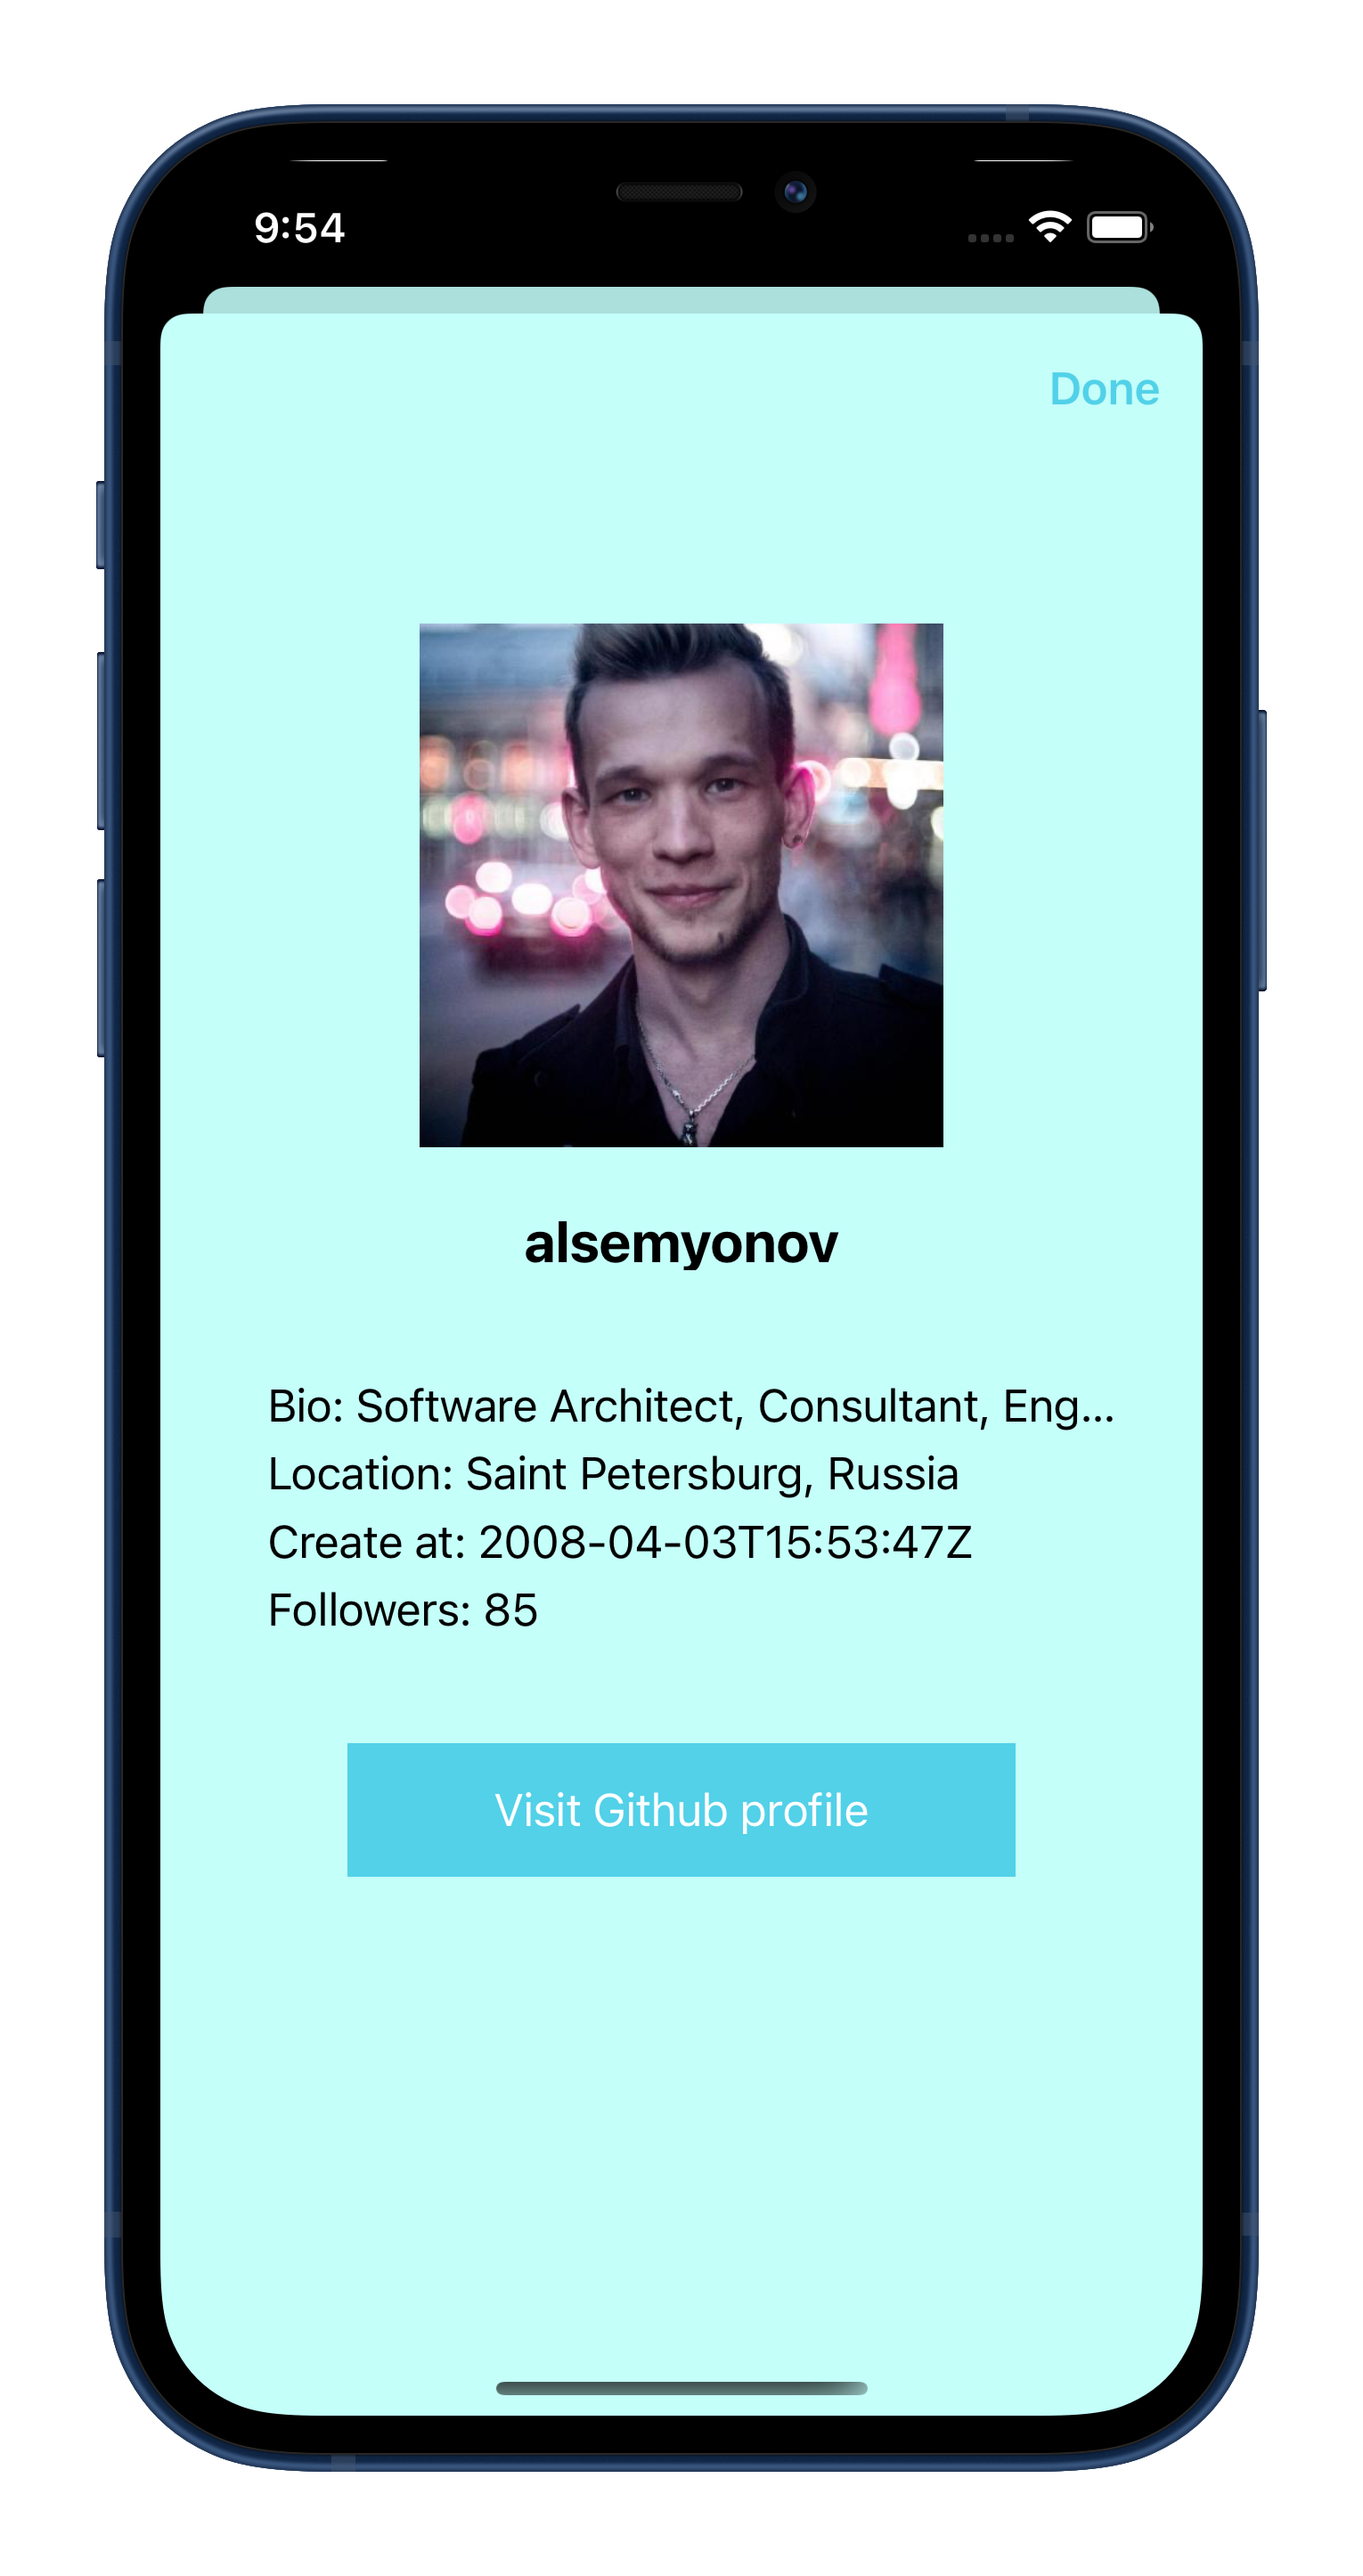 9:54
Done
alsemyonov
Bio: Software Architect, Consultant, Eng...
Location: Saint Petersburg, Russia
Create at: 2008-04-03T15:53:47Z
Followers: 85
Visit Github profile